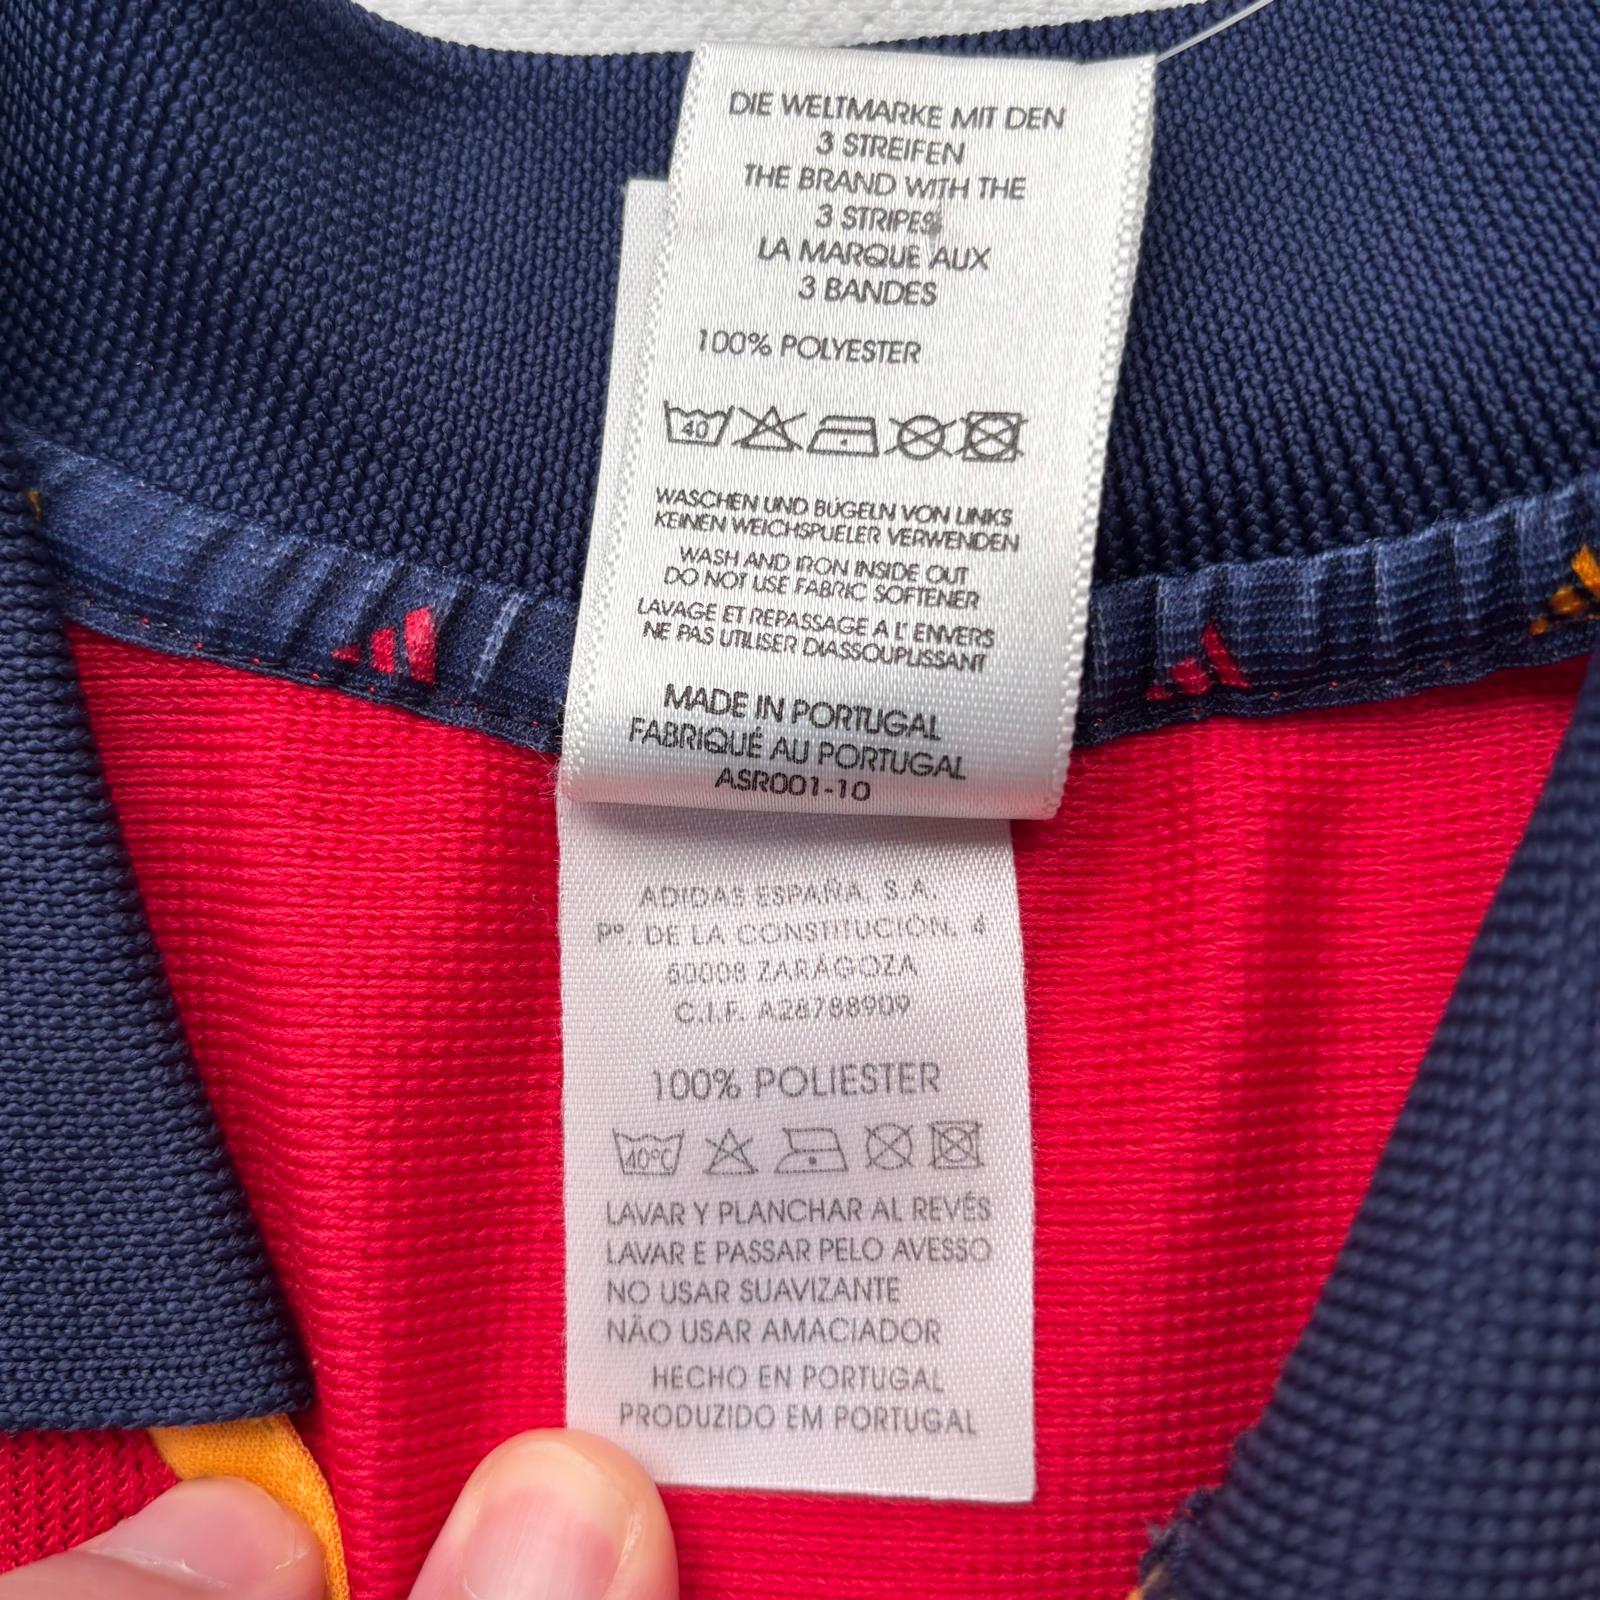 DIE WELTMARKE MIT DEN
3 STREIFEN
THE BRAND WITH THE
3 STRIPES
LA MARQUE AUX
3 BANDES
100% POLYESTER
40
WASCHEN UND BÜGELN VON LINKS
KEINEN WEICHSPUELER VERWENDEN
WASH AND IRON INSIDE OUT
DO NOT USE FABRIC SOFTENER
LAVAGE ET REPASSAGE A L' ENVERS
NE PAS UTILISER DIASSOUPLISSANT
MADE IN PORTUGAL
FABRIQUÉ AU PORTUGAL
ASR001-10
ADIDAS ESPAÑA, S.A.
Pº. DE LA CONSTITUCIÓN, 4
50008 ZARAGOZA
C.I.F. A28788909
100% POLIESTER
40ºC
LAVAR Y PLANCHAR AL REVÉS
LAVAR E PASSAR PELO AVESSO
NO USAR SUAVIZANTE
NÃO USAR AMACIADOR
HECHO EN PORTUGAL
PRODUZIDO EM PORTUGAL